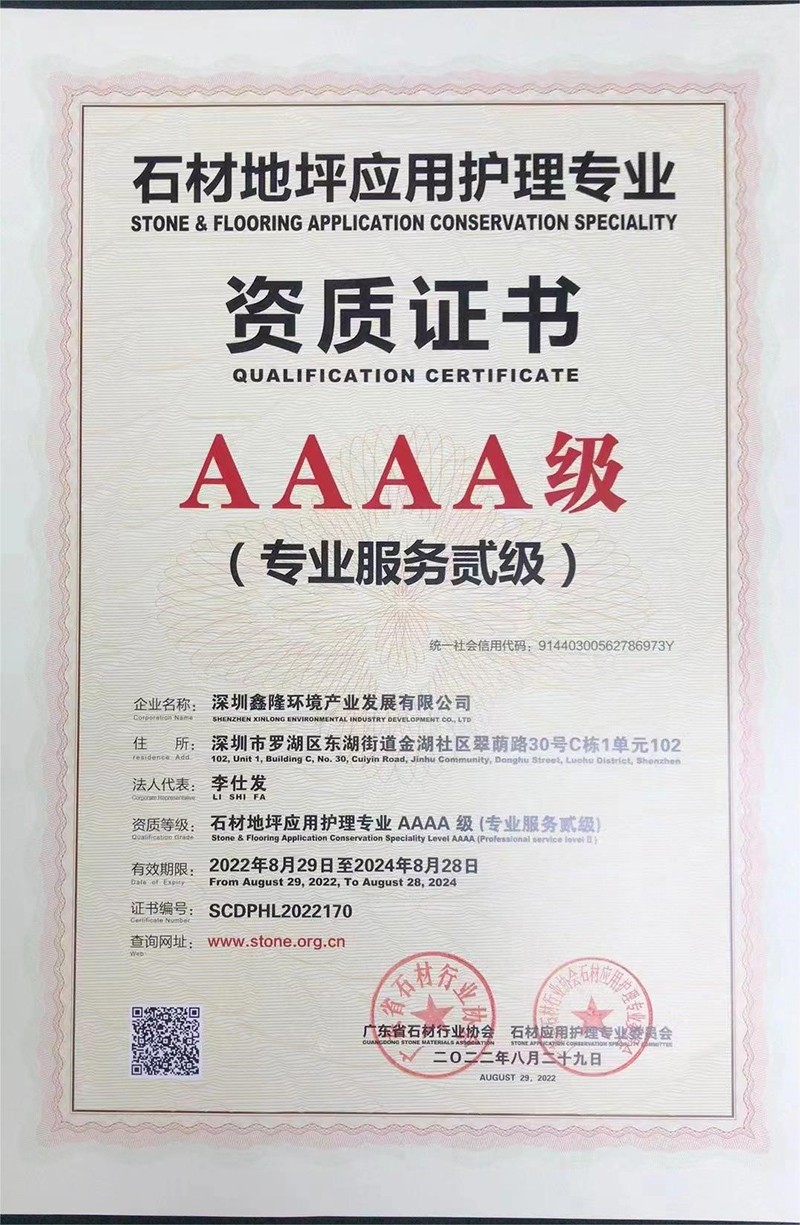 石材地坪应用护理专业
STONE & FLOORING APPLICATION CONSERVATION SPECIALITY
资质证书
QUALIFICATION CERTIFICATE
AAAA级
（专业服务贰级）
统一社会信用代码：91440300562786973Y
企业名称：深圳鑫隆环境产业发展有限公司
Corporation Name SHENZHEN XINLONG ENVIRONMENTAL INDUSTRY DEVELOPMENT CO., LTD
住 所：深圳市罗湖区东湖街道金湖社区翠荫路30号C栋1单元102
residence Add. 102, Unit 1, Building C, No. 30, Cuiyin Road, Jinhu Community, Donghu Street, Luohu District, Shenzhen
法人代表：李仕发
Corporate Representative LI SHI FA
资质等级：石材地坪应用护理专业 AAAA 级 (专业服务贰级)
Qualification Grade Stone & Flooring Application Conservation Speciality Level AAAA (Professional service level II)
有效期限：2022年8月29日至2024年8月28日
Date of Expiry From August 29, 2022, To August 28, 2024
证书编号：SCDPHL2022170
Certificate Number
查询网址：www.stone.org.cn
Web
广东省石材行业协会 石材应用护理专业委员会
GUANGDONG STONE MATERIALS ASSOCIATION STONE APPLICATION CONSERVATION SPECIALITY COMMITTEE
二〇二二年八月二十九日
AUGUST 29, 2022